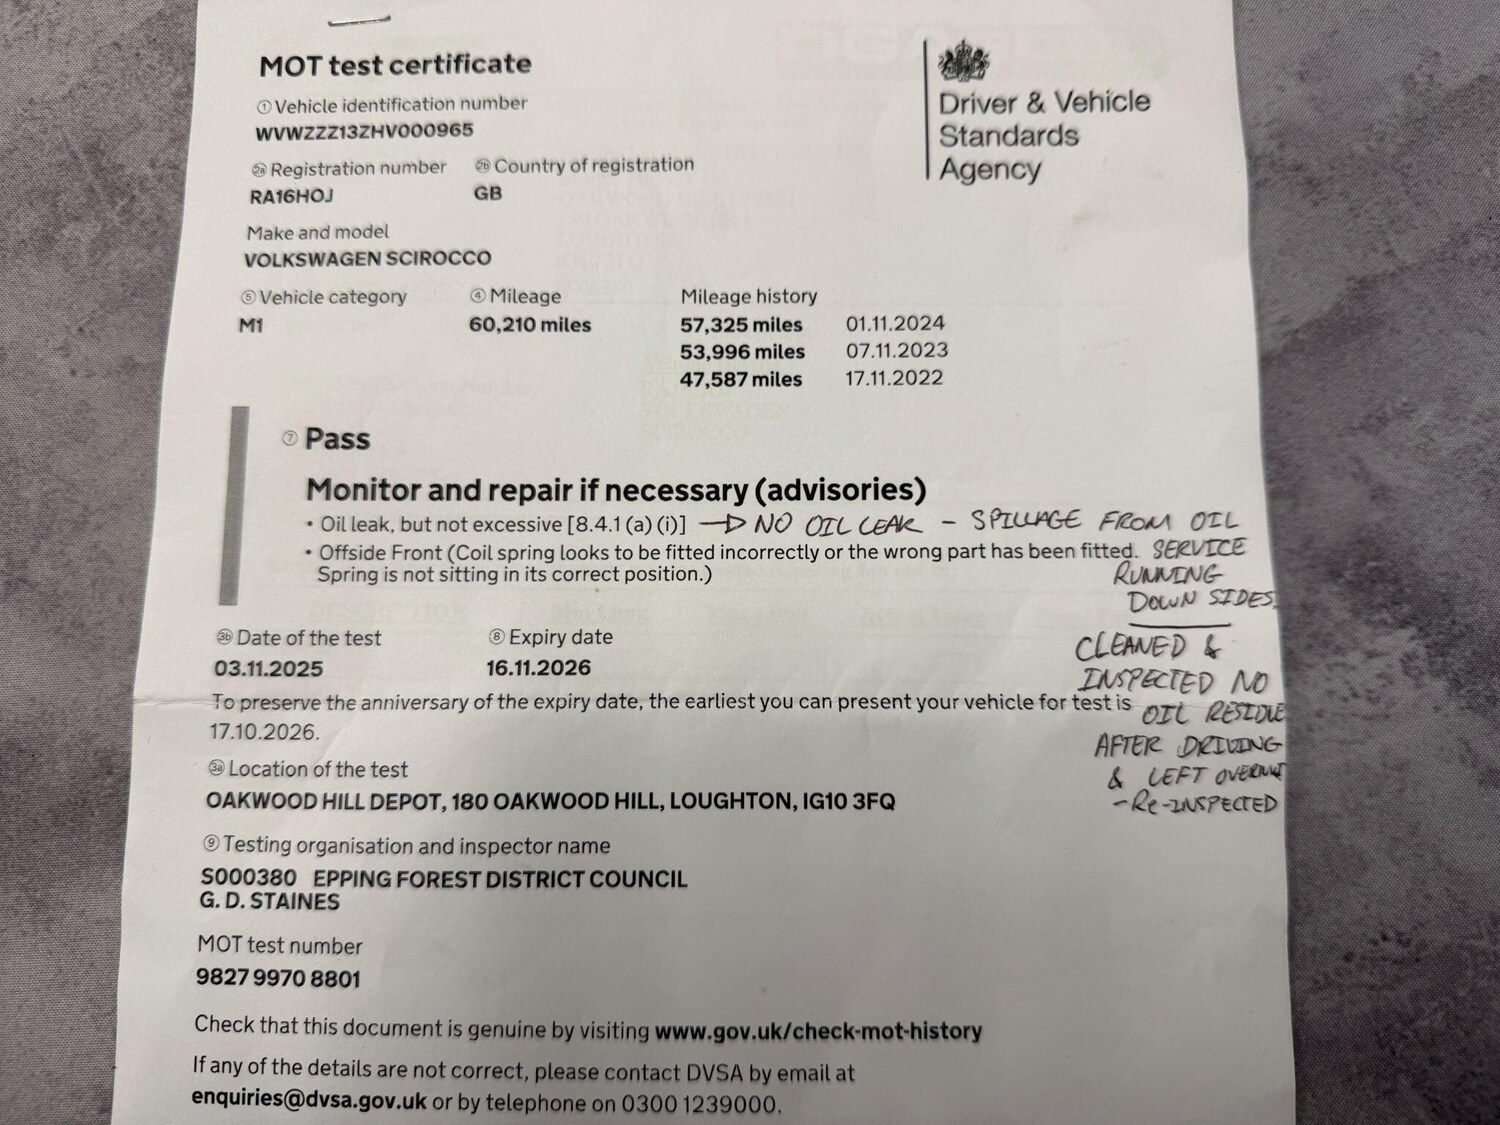 MOT test certificate
Driver & Vehicle
Standards
Agency
① Vehicle identification number
WVWZZZ13ZHV000965
2a Registration number 2b Country of registration
RA16HOJ GB
Make and model
VOLKSWAGEN SCIROCCO
⑤ Vehicle category ④ Mileage Mileage history
M1 60,210 miles 57,325 miles 01.11.2024
53,996 miles 07.11.2023
47,587 miles 17.11.2022
⑦ Pass
Monitor and repair if necessary (advisories)
• Oil leak, but not excessive [8.4.1 (a) (i)] → NO OIL LEAK - SPILLAGE FROM OIL
• Offside Front (Coil spring looks to be fitted incorrectly or the wrong part has been fitted. SERVICE
Spring is not sitting in its correct position.) RUNNING
DOWN SIDES.
3b Date of the test ⑧ Expiry date CLEANED &
03.11.2025 16.11.2026 INSPECTED NO
To preserve the anniversary of the expiry date, the earliest you can present your vehicle for test is OIL RESIDUE
17.10.2026. AFTER DRIVING
3a Location of the test & LEFT
OAKWOOD HILL DEPOT, 180 OAKWOOD HILL, LOUGHTON, IG10 3FQ - Re-INSPECTED
⑨ Testing organisation and inspector name
S000380 EPPING FOREST DISTRICT COUNCIL
G. D. STAINES
MOT test number
9827 9970 8801
Check that this document is genuine by visiting www.gov.uk/check-mot-history
If any of the details are not correct, please contact DVSA by email at
enquiries@dvsa.gov.uk or by telephone on 0300 1239000.